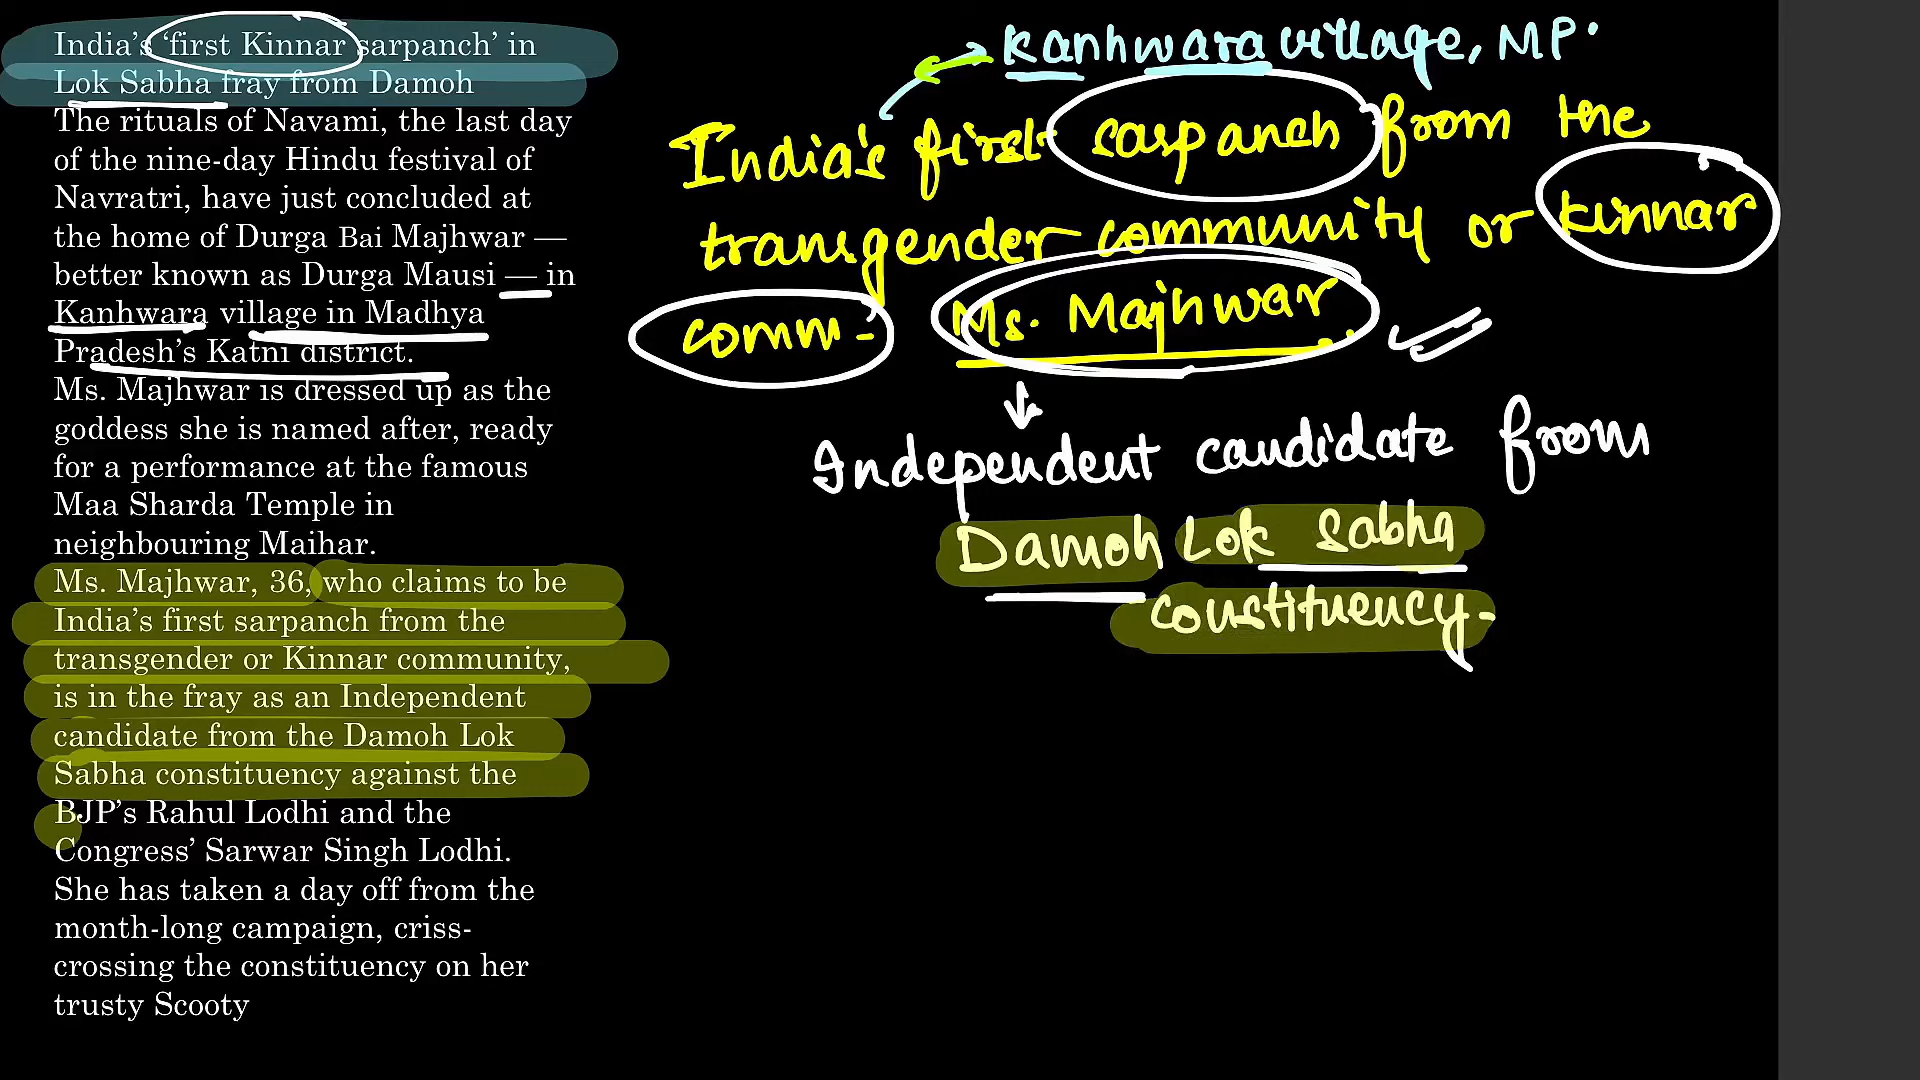 India’s ‘first Kinnar sarpanch’ in
Lok Sabha fray from Damoh
The rituals of Navami, the last day
of the nine-day Hindu festival of
Navratri, have just concluded at
the home of Durga Bai Majhwar —
better known as Durga Mausi — in
Kanhwara village in Madhya
Pradesh’s Katni district.
Ms. Majhwar is dressed up as the
goddess she is named after, ready
for a performance at the famous
Maa Sharda Temple in
neighbouring Maihar.
Ms. Majhwar, 36, who claims to be
India’s first sarpanch from the
transgender or Kinnar community,
is in the fray as an Independent
candidate from the Damoh Lok
Sabha constituency against the
BJP’s Rahul Lodhi and the
Congress’ Sarwar Singh Lodhi.
She has taken a day off from the
month-long campaign, criss-
crossing the constituency on her
trusty Scooty
Kanhwara village, MP.
India's first sarpanch from the
transgender community or Kinnar
comm- Ms. Majhwar.
Independent candidate from
Damoh Lok Sabha
constituency.